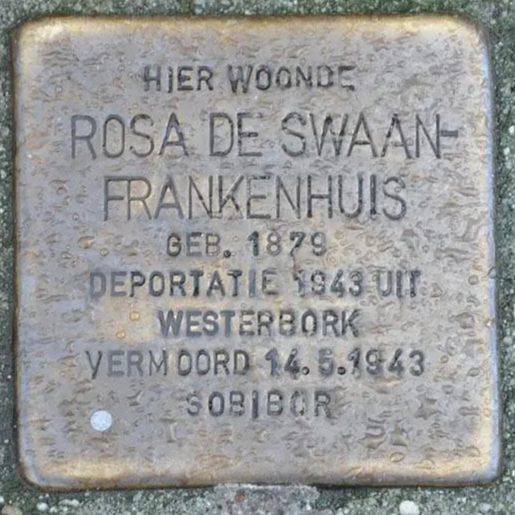 HIER WOONDE
ROSA DE SWAAN-
FRANKENHUIS
GEB. 1879
DEPORTATIE 1943 UIT
WESTERBORK
VERMOORD 14.5.1943
SOBIBOR